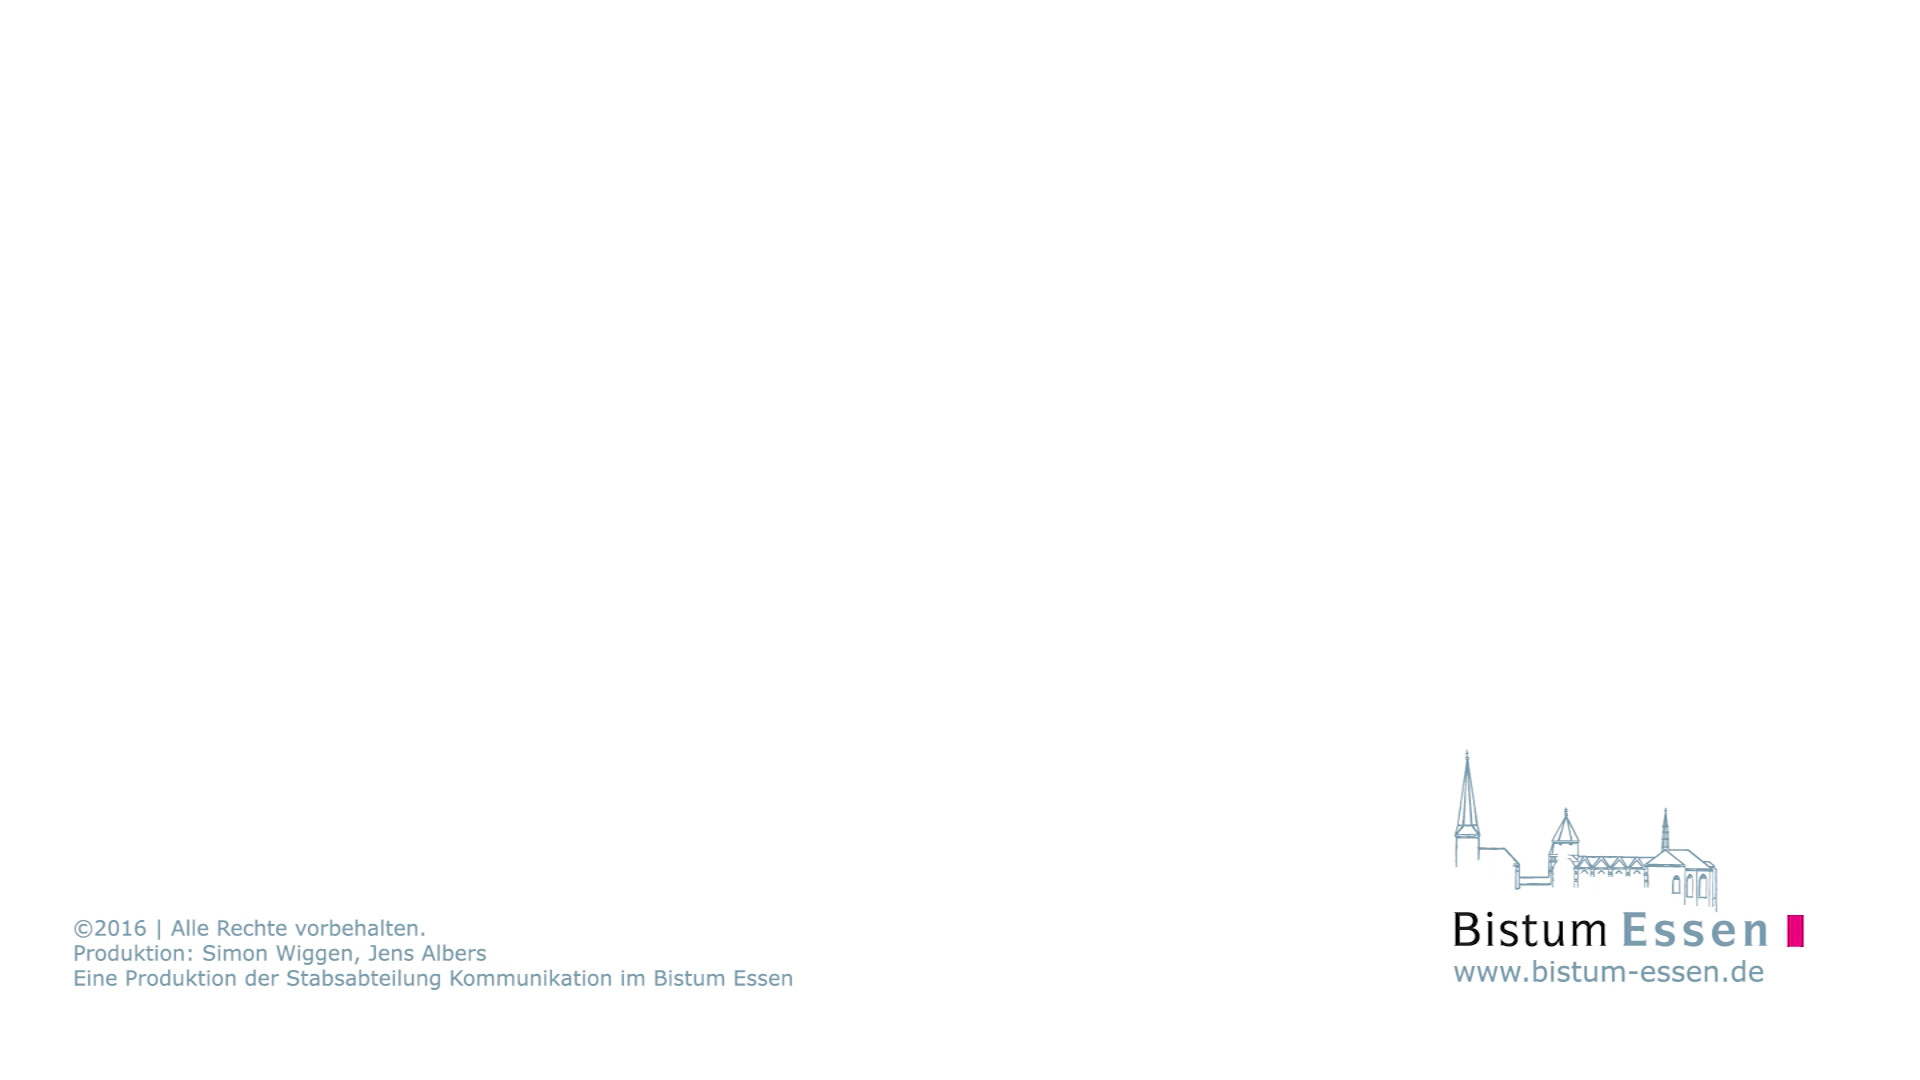 ©2016 | Alle Rechte vorbehalten.
Produktion: Simon Wiggen, Jens Albers
Eine Produktion der Stabsabteilung Kommunikation im Bistum Essen
Bistum Essen
www.bistum-essen.de